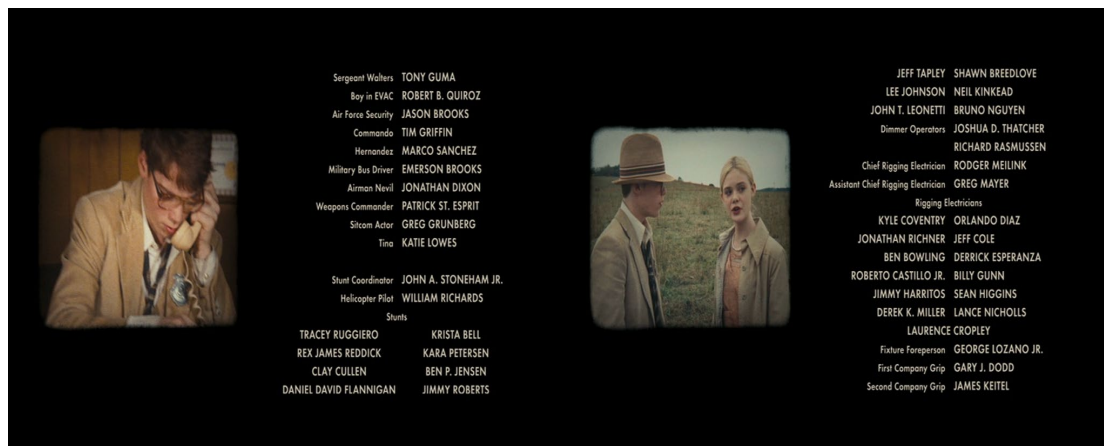 Sergeant Walters TONY GUMA
Boy in EVAC ROBERT B. QUIROZ
Air Force Security JASON BROOKS
Commando TIM GRIFFIN
Hernandez MARCO SANCHEZ
Military Bus Driver EMERSON BROOKS
Airman Nevil JONATHAN DIXON
Weapons Commander PATRICK ST. ESPRIT
Sitcom Actor GREG GRUNBERG
Tina KATIE LOWES
Stunt Coordinator JOHN A. STONEHAM JR.
Helicopter Pilot WILLIAM RICHARDS
Stunts
TRACEY RUGGIERO KRISTA BELL
REX JAMES REDDICK KARA PETERSEN
CLAY CULLEN BEN P. JENSEN
DANIEL DAVID FLANNIGAN JIMMY ROBERTS
JEFF TAPLEY SHAWN BREEDLOVE
LEE JOHNSON NEIL KINKEAD
JOHN T. LEONETTI BRUNO NGUYEN
Dimmer Operators JOSHUA D. THATCHER
RICHARD RASMUSSEN
Chief Rigging Electrician RODGER MEILINK
Assistant Chief Rigging Electrician GREG MAYER
Rigging Electricians
KYLE COVENTRY ORLANDO DIAZ
JONATHAN RICHNER JEFF COLE
BEN BOWLING DERRICK ESPERANZA
ROBERTO CASTILLO JR. BILLY GUNN
JIMMY HARRITOS SEAN HIGGINS
DEREK K. MILLER LANCE NICHOLLS
LAURENCE CROPLEY
Fixture Foreperson GEORGE LOZANO JR.
First Company Grip GARY J. DODD
Second Company Grip JAMES KEITEL